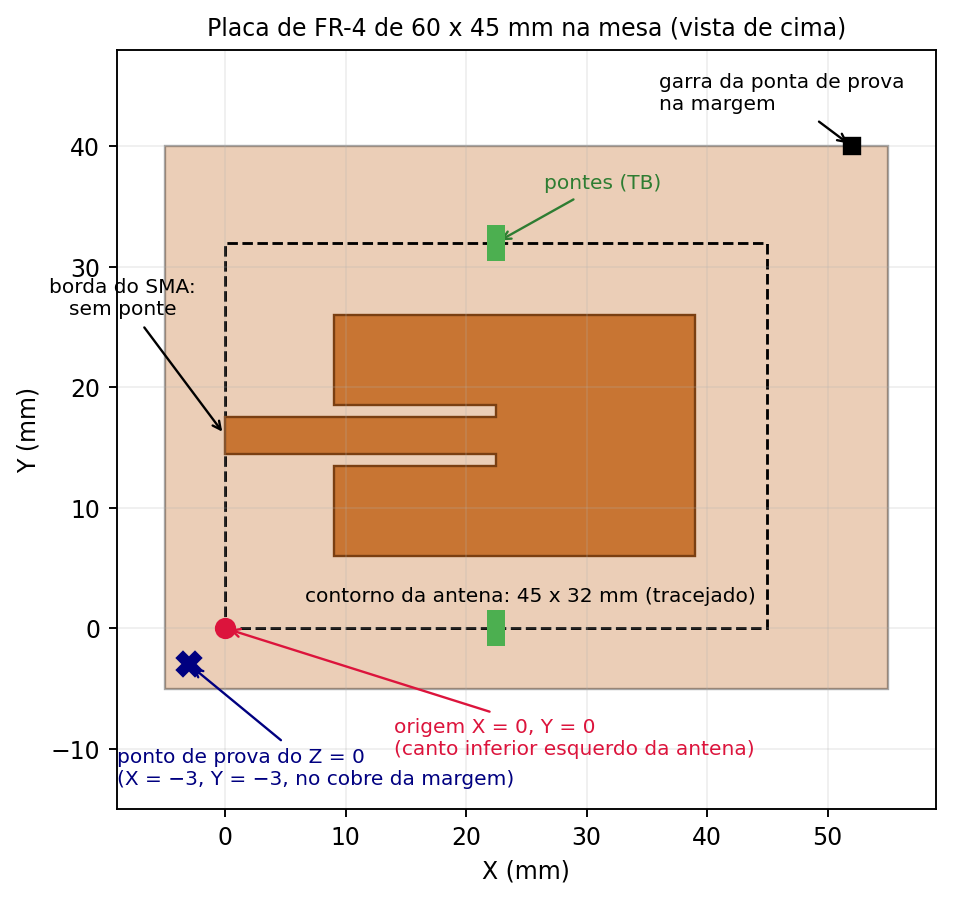 Placa de FR-4 de 60 x 45 mm na mesa (vista de cima)
garra da ponta de prova
na margem
pontes (TB)
borda do SMA:
sem ponte
contorno da antena: 45 x 32 mm (tracejado)
origem X = 0, Y = 0
(canto inferior esquerdo da antena)
ponto de prova do Z = 0
(X = −3, Y = −3, no cobre da margem)
40
30
20
10
0
−10
Y (mm)
0 10 20 30 40 50
X (mm)